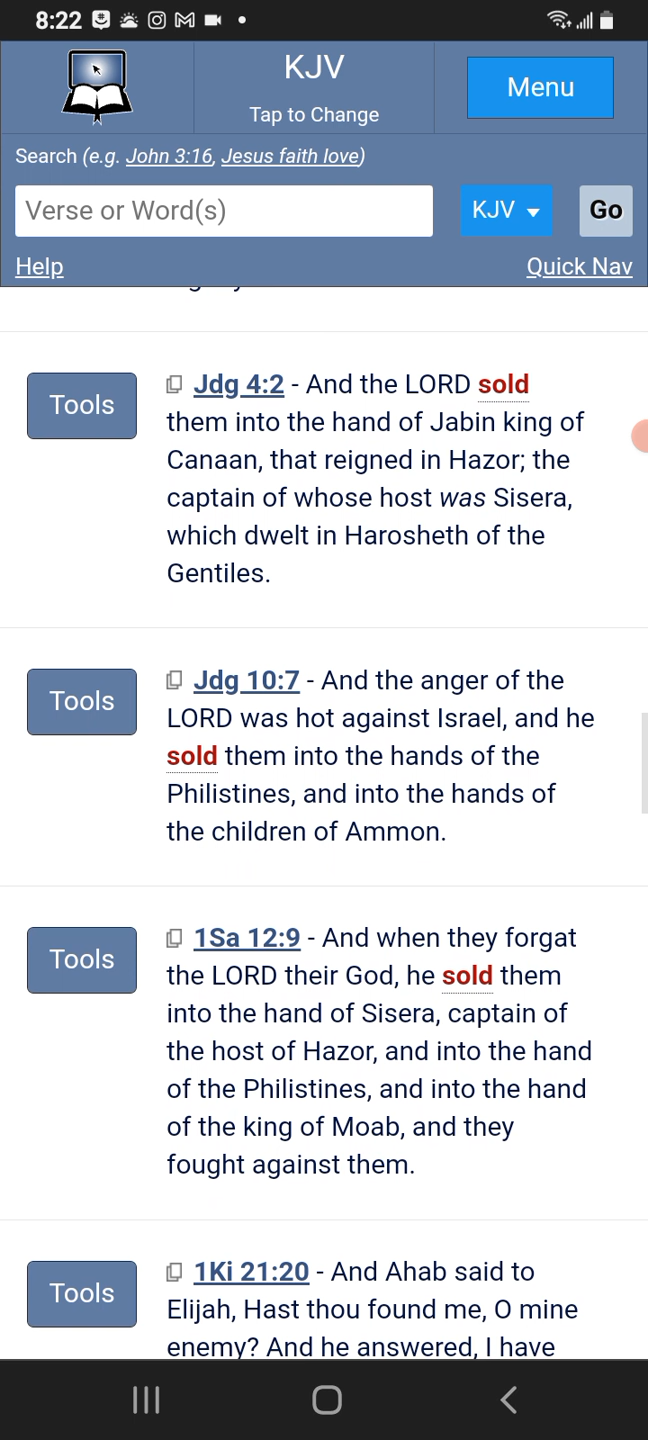 8:22
KJV
Tap to Change
Menu
Search (e.g. John 3:16, Jesus faith love)
Verse or Word(s)
KJV
Go
Help
Quick Nav
Tools
Jdg 4:2 - And the LORD sold
them into the hand of Jabin king of
Canaan, that reigned in Hazor; the
captain of whose host was Sisera,
which dwelt in Harosheth of the
Gentiles.
Tools
Jdg 10:7 - And the anger of the
LORD was hot against Israel, and he
sold them into the hands of the
Philistines, and into the hands of
the children of Ammon.
Tools
1Sa 12:9 - And when they forgat
the LORD their God, he sold them
into the hand of Sisera, captain of
the host of Hazor, and into the hand
of the Philistines, and into the hand
of the king of Moab, and they
fought against them.
Tools
1Ki 21:20 - And Ahab said to
Elijah, Hast thou found me, O mine
enemy? And he answered, I have